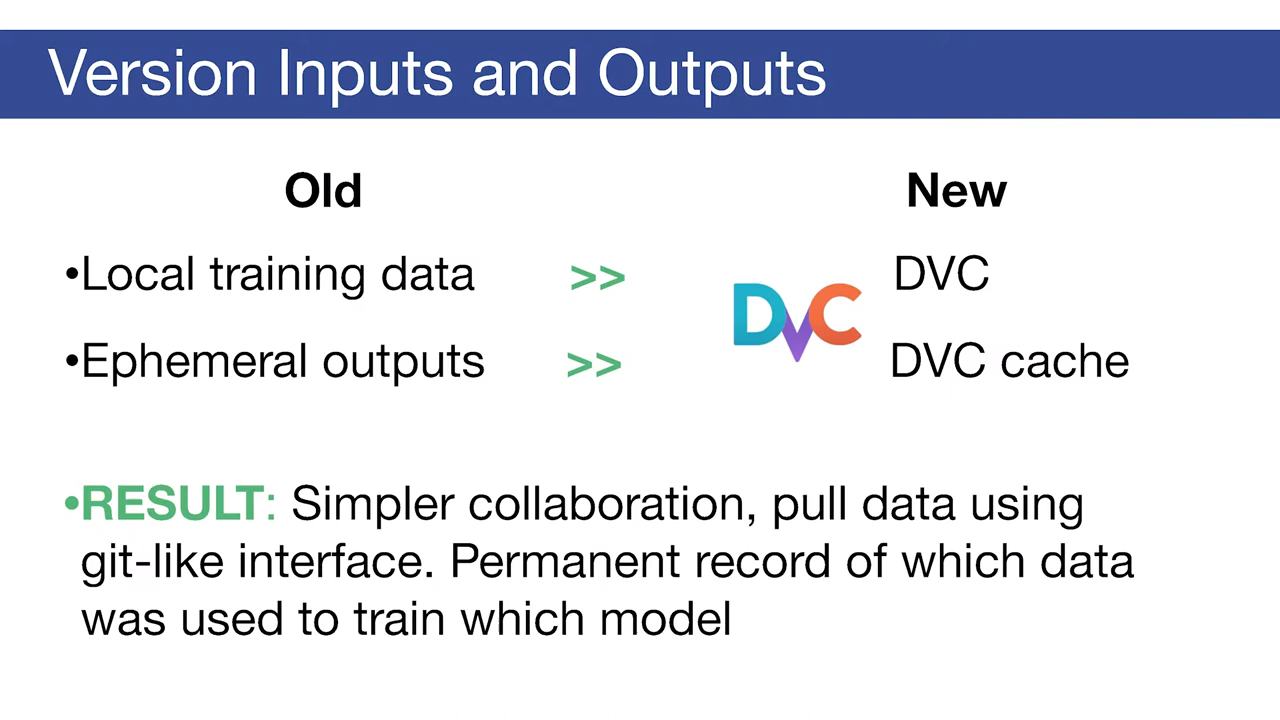 Version Inputs and Outputs
Old New
•Local training data >> DVC
DVC
•Ephemeral outputs >> DVC cache
•RESULT: Simpler collaboration, pull data using
git-like interface. Permanent record of which data
was used to train which model